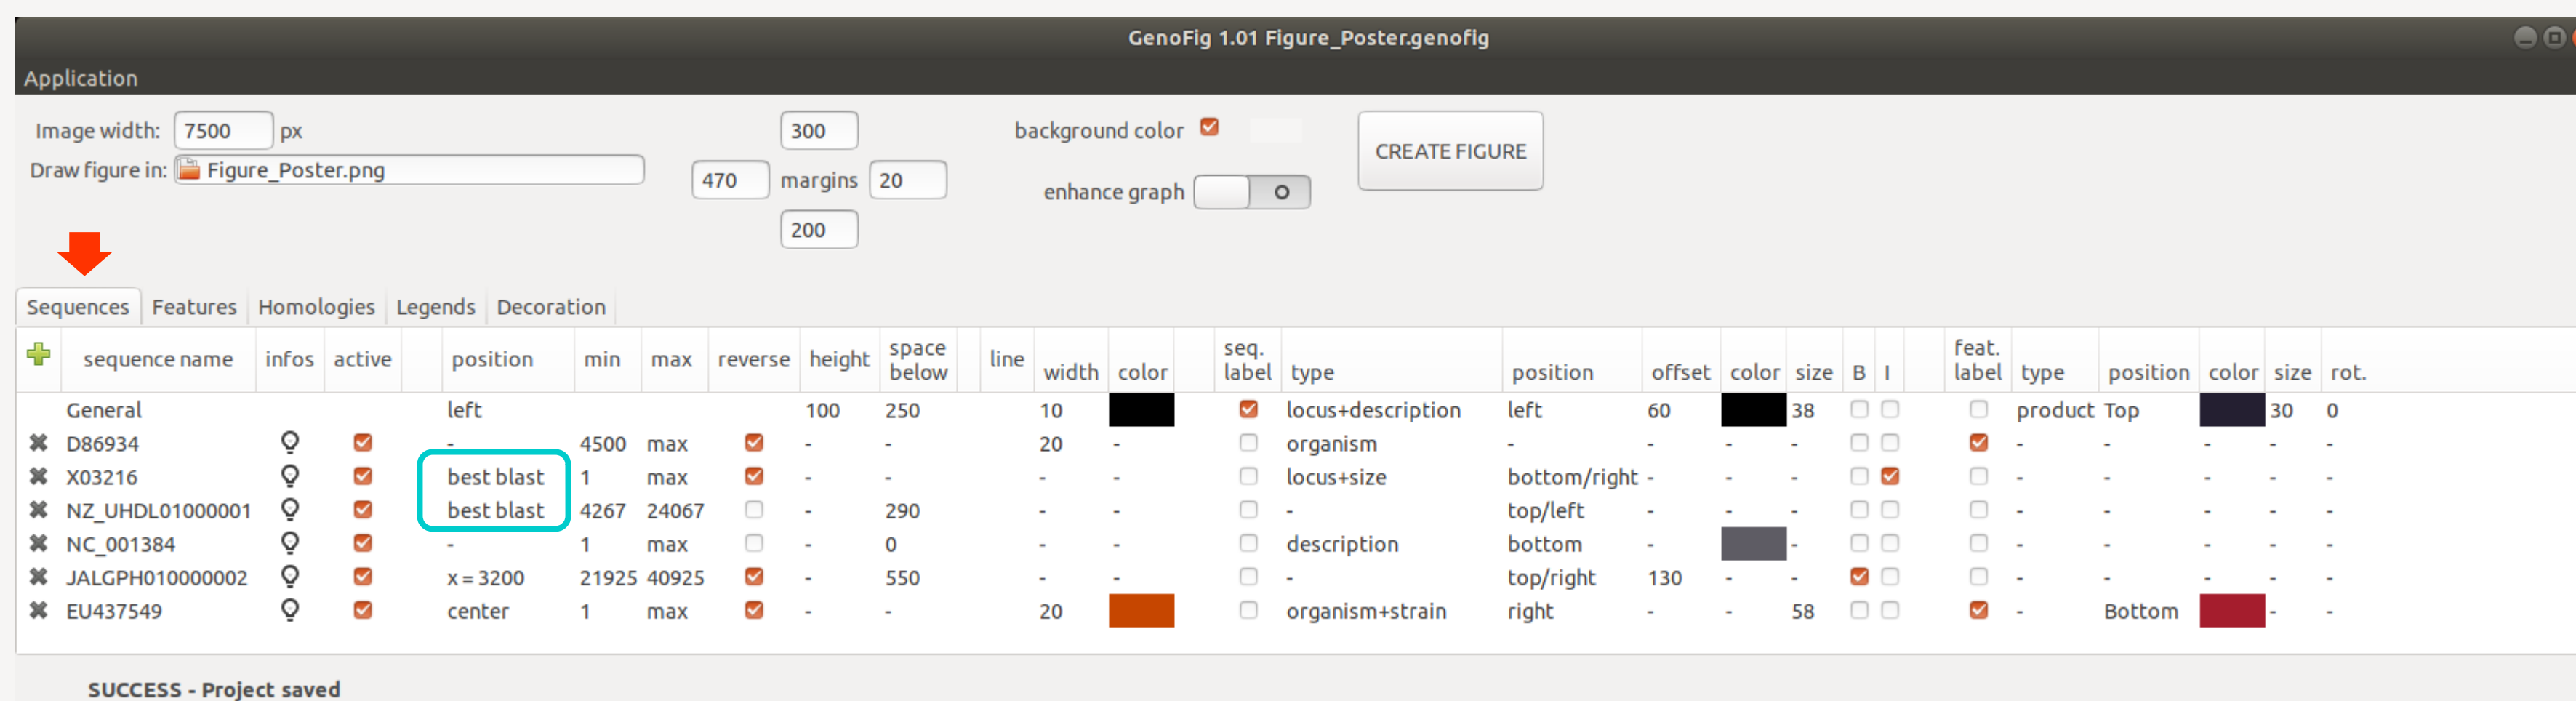 GenoFig 1.01 Figure_Poster.genofig
Application
Image width: 7500 px 300 background color CREATE FIGURE
Draw figure in: Figure_Poster.png 470 margins 20 enhance graph
200
Sequences Features Homologies Legends Decoration
sequence name infos active position min max reverse height space below line width color seq. label type position offset color size B I feat. label type position color size rot.
General left 100 250 10 locus+description left 60 38 product Top 30 0
D86934 - 4500 max - - 20 - organism - - - - - - - - -
X03216 best blast 1 max - - - - locus+size bottom/right - - - - - - - -
NZ_UHDL01000001 best blast 4267 24067 - 290 - - - top/left - - - - - - - -
NC_001384 - 1 max - 0 - - description bottom - - - - - - -
JALGPH010000002 x = 3200 21925 40925 - 550 - - - top/right 130 - - - - - - -
EU437549 center 1 max - - 20 organism+strain right - - 58 - Bottom - -
SUCCESS - Project saved